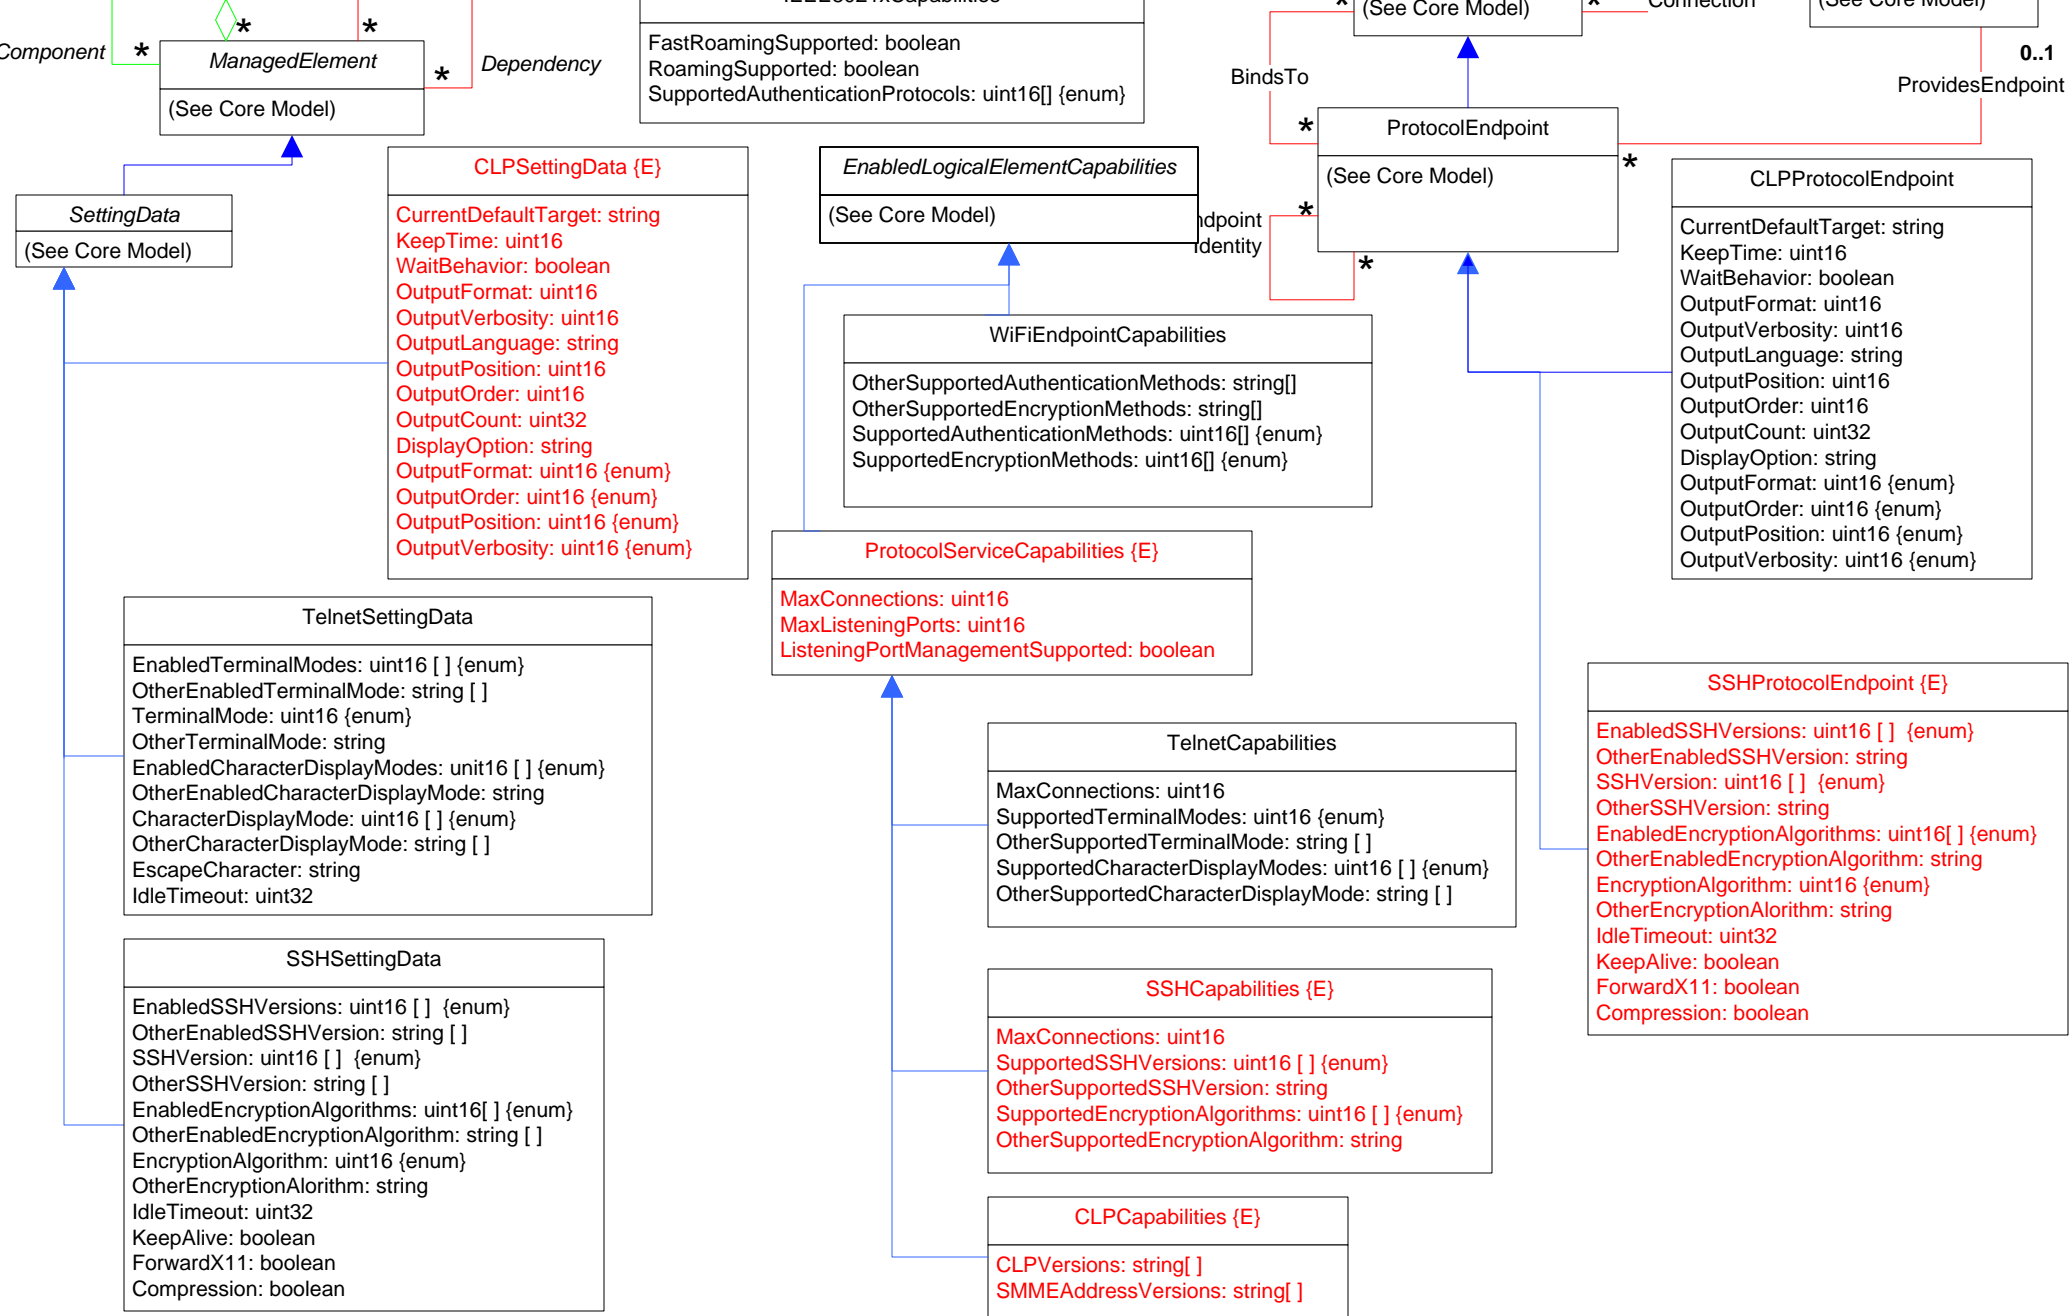 Component
*
*
*
*
ManagedElement
(See Core Model)
Dependency
FastRoamingSupported: boolean
RoamingSupported: boolean
SupportedAuthenticationProtocols: uint16[] {enum}
*
(See Core Model)
*
Connection
(See Core Model)
0..1
ProvidesEndpoint
BindsTo
*
ProtocolEndpoint
(See Core Model)
*
*
*
Identity
SettingData
(See Core Model)
CLPSettingData {E}
CurrentDefaultTarget: string
KeepTime: uint16
WaitBehavior: boolean
OutputFormat: uint16
OutputVerbosity: uint16
OutputLanguage: string
OutputPosition: uint16
OutputOrder: uint16
OutputCount: uint32
DisplayOption: string
OutputFormat: uint16 {enum}
OutputOrder: uint16 {enum}
OutputPosition: uint16 {enum}
OutputVerbosity: uint16 {enum}
EnabledLogicalElementCapabilities
(See Core Model)
WiFiEndpointCapabilities
OtherSupportedAuthenticationMethods: string[]
OtherSupportedEncryptionMethods: string[]
SupportedAuthenticationMethods: uint16[] {enum}
SupportedEncryptionMethods: uint16[] {enum}
CLPProtocolEndpoint
CurrentDefaultTarget: string
KeepTime: uint16
WaitBehavior: boolean
OutputFormat: uint16
OutputVerbosity: uint16
OutputLanguage: string
OutputPosition: uint16
OutputOrder: uint16
OutputCount: uint32
DisplayOption: string
OutputFormat: uint16 {enum}
OutputOrder: uint16 {enum}
OutputPosition: uint16 {enum}
OutputVerbosity: uint16 {enum}
ProtocolServiceCapabilities {E}
MaxConnections: uint16
MaxListeningPorts: uint16
ListeningPortManagementSupported: boolean
TelnetSettingData
EnabledTerminalModes: uint16 [ ] {enum}
OtherEnabledTerminalMode: string [ ]
TerminalMode: uint16 {enum}
OtherTerminalMode: string
EnabledCharacterDisplayModes: unit16 [ ] {enum}
OtherEnabledCharacterDisplayMode: string
CharacterDisplayMode: uint16 [ ] {enum}
OtherCharacterDisplayMode: string [ ]
EscapeCharacter: string
IdleTimeout: uint32
TelnetCapabilities
MaxConnections: uint16
SupportedTerminalModes: uint16 {enum}
OtherSupportedTerminalMode: string [ ]
SupportedCharacterDisplayModes: uint16 [ ] {enum}
OtherSupportedCharacterDisplayMode: string [ ]
SSHProtocolEndpoint {E}
EnabledSSHVersions: uint16 [ ]  {enum}
OtherEnabledSSHVersion: string
SSHVersion: uint16 [ ]  {enum}
OtherSSHVersion: string
EnabledEncryptionAlgorithms: uint16[ ] {enum}
OtherEnabledEncryptionAlgorithm: string
EncryptionAlgorithm: uint16 {enum}
OtherEncryptionAlorithm: string
IdleTimeout: uint32
KeepAlive: boolean
ForwardX11: boolean
Compression: boolean
SSHSettingData
EnabledSSHVersions: uint16 [ ]  {enum}
OtherEnabledSSHVersion: string [ ]
SSHVersion: uint16 [ ]  {enum}
OtherSSHVersion: string [ ]
EnabledEncryptionAlgorithms: uint16[ ] {enum}
OtherEnabledEncryptionAlgorithm: string [ ]
EncryptionAlgorithm: uint16 {enum}
OtherEncryptionAlorithm: string
IdleTimeout: uint32
KeepAlive: boolean
ForwardX11: boolean
Compression: boolean
SSHCapabilities {E}
MaxConnections: uint16
SupportedSSHVersions: uint16 [ ] {enum}
OtherSupportedSSHVersion: string
SupportedEncryptionAlgorithms: uint16 [ ] {enum}
OtherSupportedEncryptionAlgorithm: string
CLPCapabilities {E}
CLPVersions: string[ ]
SMMEAddressVersions: string[ ]